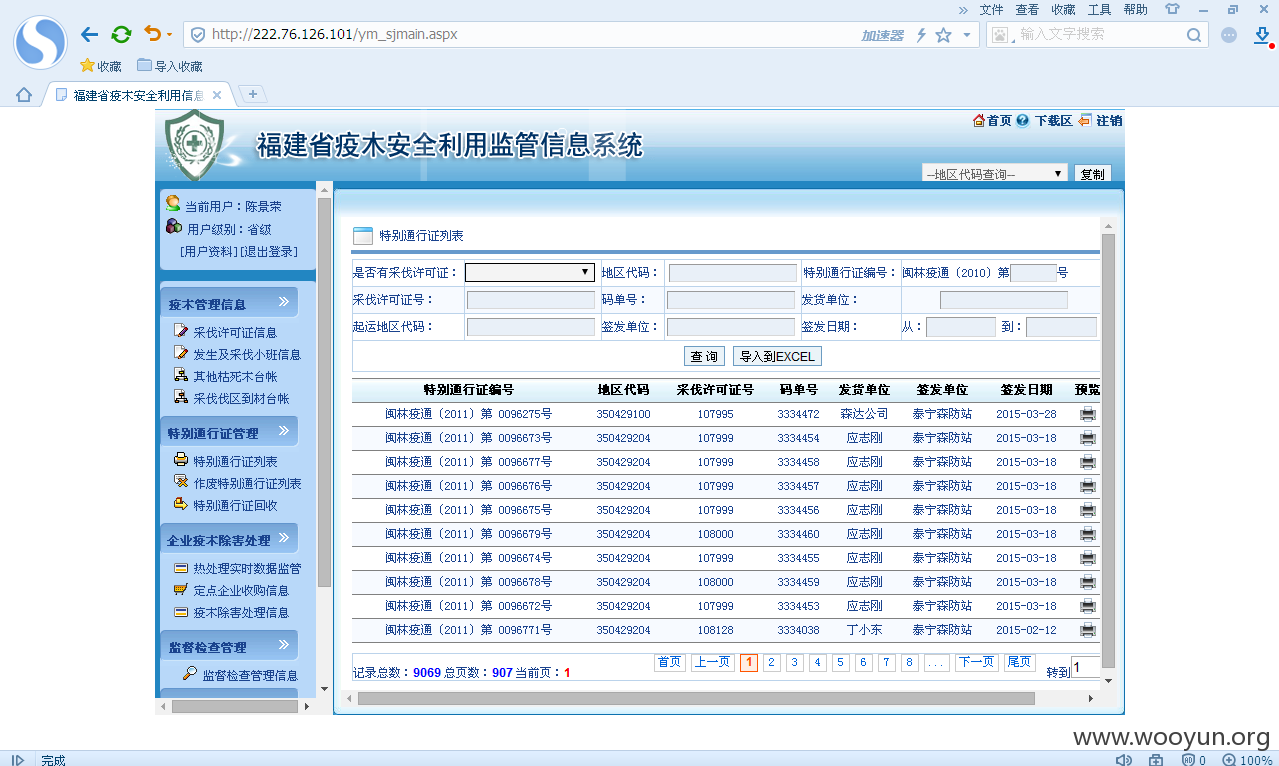 » 文件 查看 收藏 工具 帮助
http://222.76.126.101/ym_sjmain.aspx 加速器 输入文字搜索
收藏 导入收藏
福建省疫木安全利用信息
福建省疫木安全利用监管信息系统
首页 下载区 注销
--地区代码查询-- 复制
当前用户：陈景荣
用户级别：省级
[用户资料][退出登录]
疫木管理信息
采伐许可证信息
发生及采伐小班信息
其他枯死木台帐
采伐伐区到材台帐
特别通行证管理
特别通行证列表
作废特别通行证列表
特别通行证回收
企业疫木除害处理
热处理实时数据监管
定点企业收购信息
疫木除害处理信息
监督检查管理
监督检查管理信息
特别通行证列表
是否有采伐许可证： 地区代码： 特别通行证编号： 闽林疫通（2010）第 号
采伐许可证号： 码单号： 发货单位：
起运地区代码： 签发单位： 签发日期： 从： 到：
查询 导入到EXCEL
特别通行证编号 地区代码 采伐许可证号 码单号 发货单位 签发单位 签发日期 预览
闽林疫通（2011）第 0096275号 350429100 107995 3334472 森达公司 泰宁森防站 2015-03-28
闽林疫通（2011）第 0096673号 350429204 107999 3334454 应志刚 泰宁森防站 2015-03-18
闽林疫通（2011）第 0096677号 350429204 107999 3334458 应志刚 泰宁森防站 2015-03-18
闽林疫通（2011）第 0096676号 350429204 107999 3334457 应志刚 泰宁森防站 2015-03-18
闽林疫通（2011）第 0096675号 350429204 107999 3334456 应志刚 泰宁森防站 2015-03-18
闽林疫通（2011）第 0096679号 350429204 108000 3334460 应志刚 泰宁森防站 2015-03-18
闽林疫通（2011）第 0096674号 350429204 107999 3334455 应志刚 泰宁森防站 2015-03-18
闽林疫通（2011）第 0096678号 350429204 108000 3334459 应志刚 泰宁森防站 2015-03-18
闽林疫通（2011）第 0096672号 350429204 107999 3334453 应志刚 泰宁森防站 2015-03-18
闽林疫通（2011）第 0096771号 350429204 108128 3334038 丁小东 泰宁森防站 2015-02-12
记录总数：9069 总页数：907 当前页：1 首页 上一页 1 2 3 4 5 6 7 8 ... 下一页 尾页 转到 1
www.wooyun.org
完成 0 100%